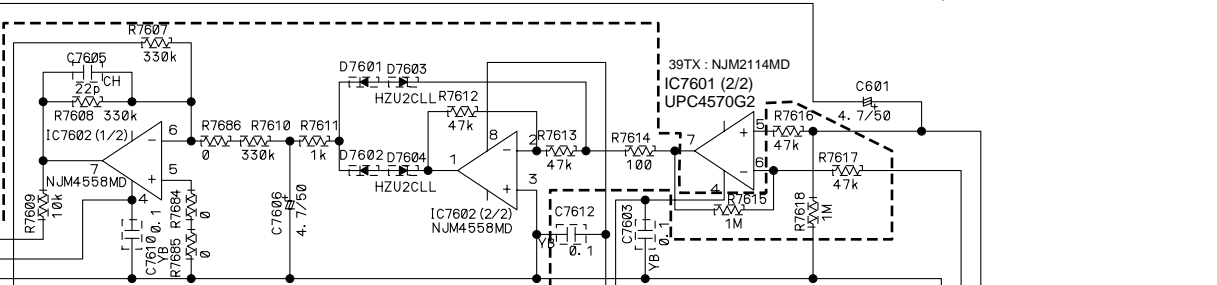 R7607
330k
C7605
CH
22p
R7608 330k
IC7602 (1/2)
6
7
5
NJM4558MD
4
R7609
10k
C7610
0.1
YB
R7684
0
R7685
0
R7686
0
R7610
330k
R7611
1k
C7606
+
4.7/50
D7601
D7603
HZU2CLL
D7602
D7604
HZU2CLL
R7612
47k
8
2
1
3
IC7602 (2/2)
NJM4558MD
R7613
47k
R7614
100
C7612
YB
0.1
C7603
0.1
YB
39TX : NJM2114MD
IC7601 (2/2)
UPC4570G2
7
5
6
4
R7615
1M
R7616
47k
R7617
47k
R7618
1M
C601
+
4.7/50